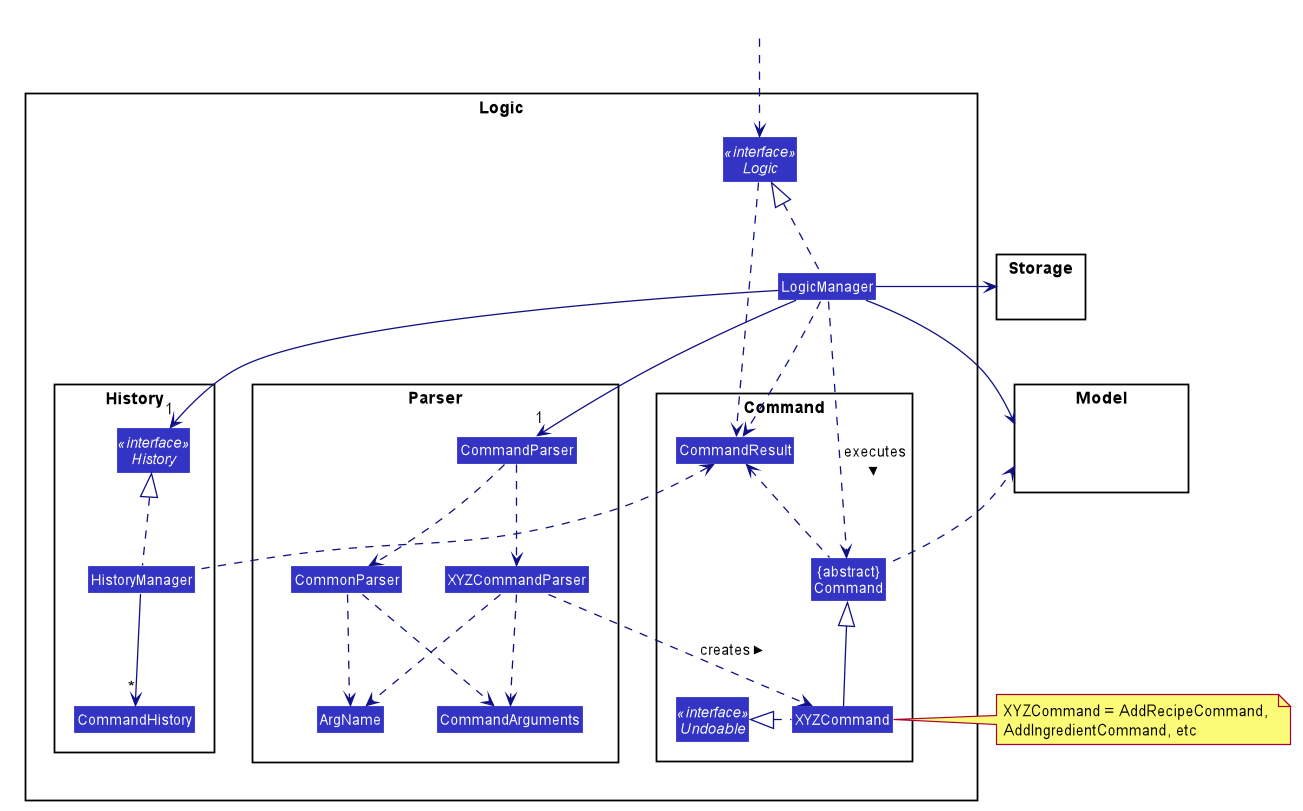 Logic
«interface»
Logic
LogicManager
Storage
History
Parser
Command
Model
1
1
«interface»
History
CommandParser
CommandResult
executes
▼
HistoryManager
CommonParser
XYZCommandParser
{abstract}
Command
creates ►
*
CommandHistory
ArgName
CommandArguments
«interface»
Undoable
XYZCommand
XYZCommand = AddRecipeCommand,
AddIngredientCommand, etc